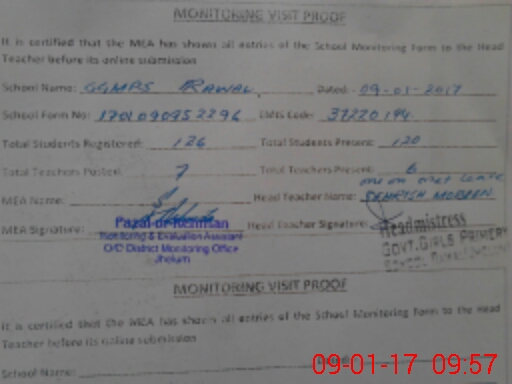 MONITORING VISIT PROOF
It is certified that the MEA has shown all entries of the School Monitoring Form to the Head
Teacher before its online submission
School Name: GGMPS RAWAL Dated: 09-01-2017
School Form No: 1701090952296 EMIS Code: 37220194
Total Students Registered: 126 Total Students Present: 120
Total Teachers Posted: 7 Total Teachers Present: 6
one on
MEA Name: Head Teacher Name:
MEA Signature: Head Teacher Signature:
Fazal-ur-Rehman
Monitoring & Evaluation Assistant
O/O District Monitoring Office
Jhelum
Headmistress
GOVT. GIRLS PRIMERY
MONITORING VISIT PROOF
It is certified that the MEA has shown all entries of the School Monitoring Form to the Head
Teacher before its online submission
School Name: Dated:
09-01-17 09:57